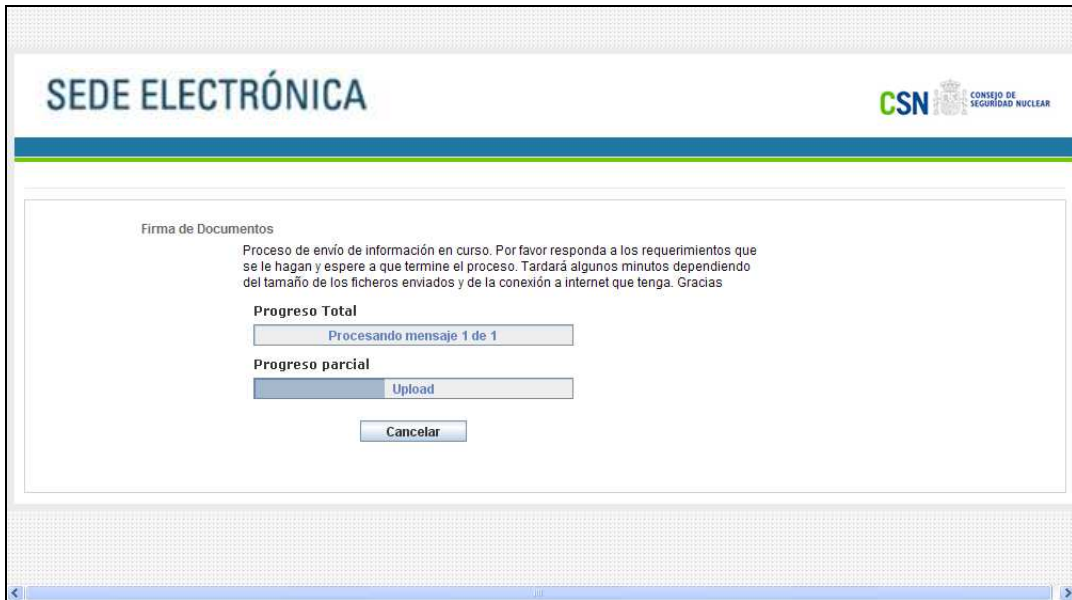 SEDE ELECTRÓNICA
CSN
CONSEJO DE
SEGURIDAD NUCLEAR
Firma de Documentos
Proceso de envío de información en curso. Por favor responda a los requerimientos que
se le hagan y espere a que termine el proceso. Tardará algunos minutos dependiendo
del tamaño de los ficheros enviados y de la conexión a internet que tenga. Gracias
Progreso Total
Procesando mensaje 1 de 1
Progreso parcial
Upload
Cancelar